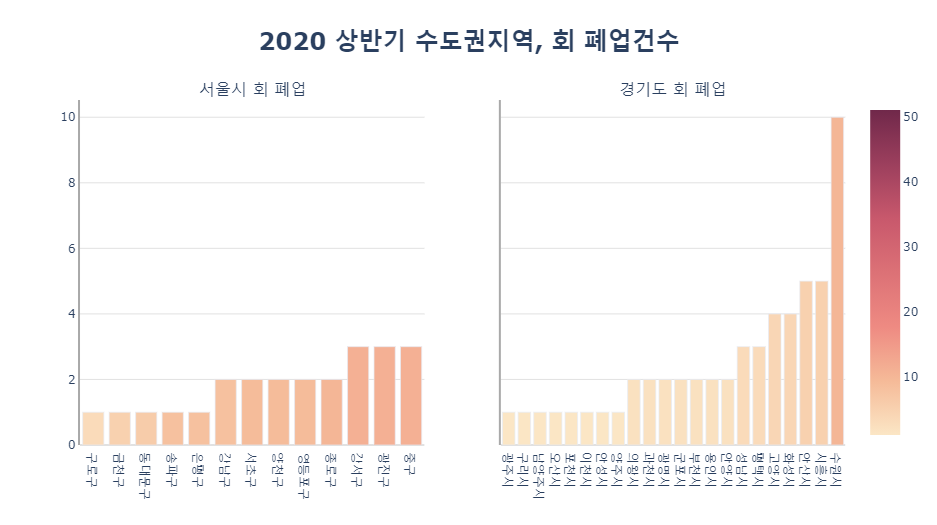 2020 상반기 수도권지역, 회 폐업건수
서울시 회 폐업
경기도 회 폐업
10
8
6
4
2
0
구로구
금천구
동대문구
송파구
은평구
강남구
서초구
양천구
영등포구
종로구
강서구
광진구
중구
광주시
구리시
남양주시
오산시
포천시
이천시
안성시
의왕시
과천시
광명시
군포시
부천시
용인시
안양시
성남시
평택시
고양시
화성시
안산시
시흥시
수원시
50
40
30
20
10